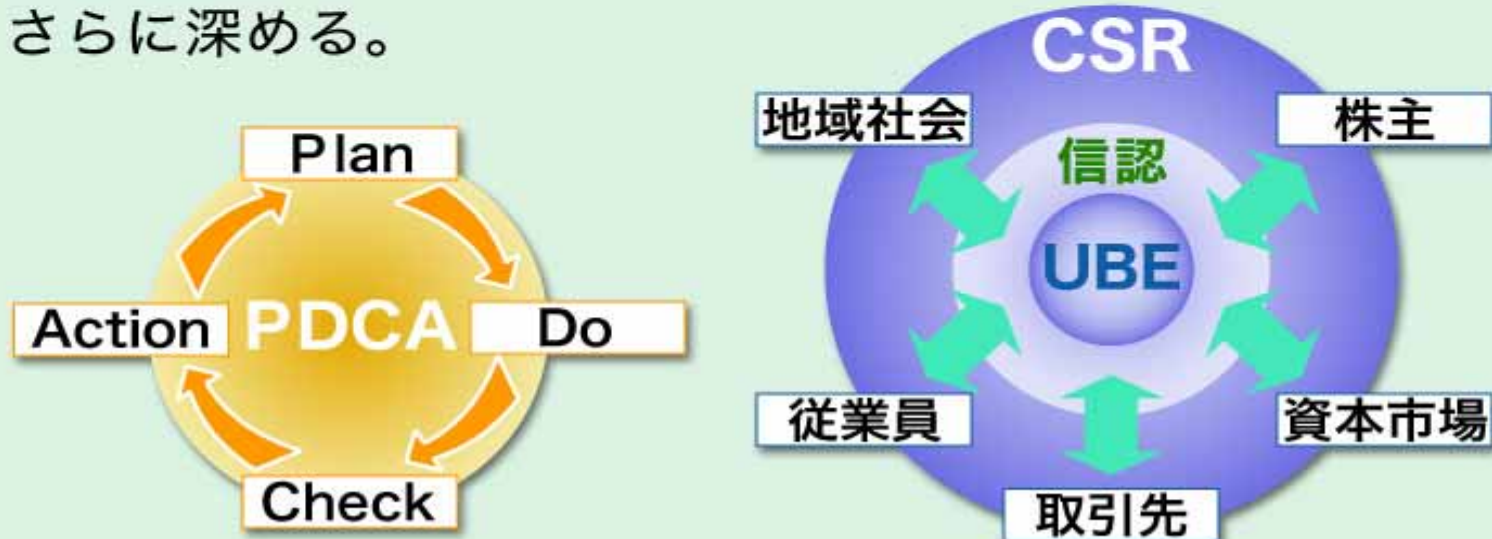 さらに深める。
Plan
Action
PDCA
Do
Check
CSR
地域社会
株主
信認
UBE
従業員
資本市場
取引先